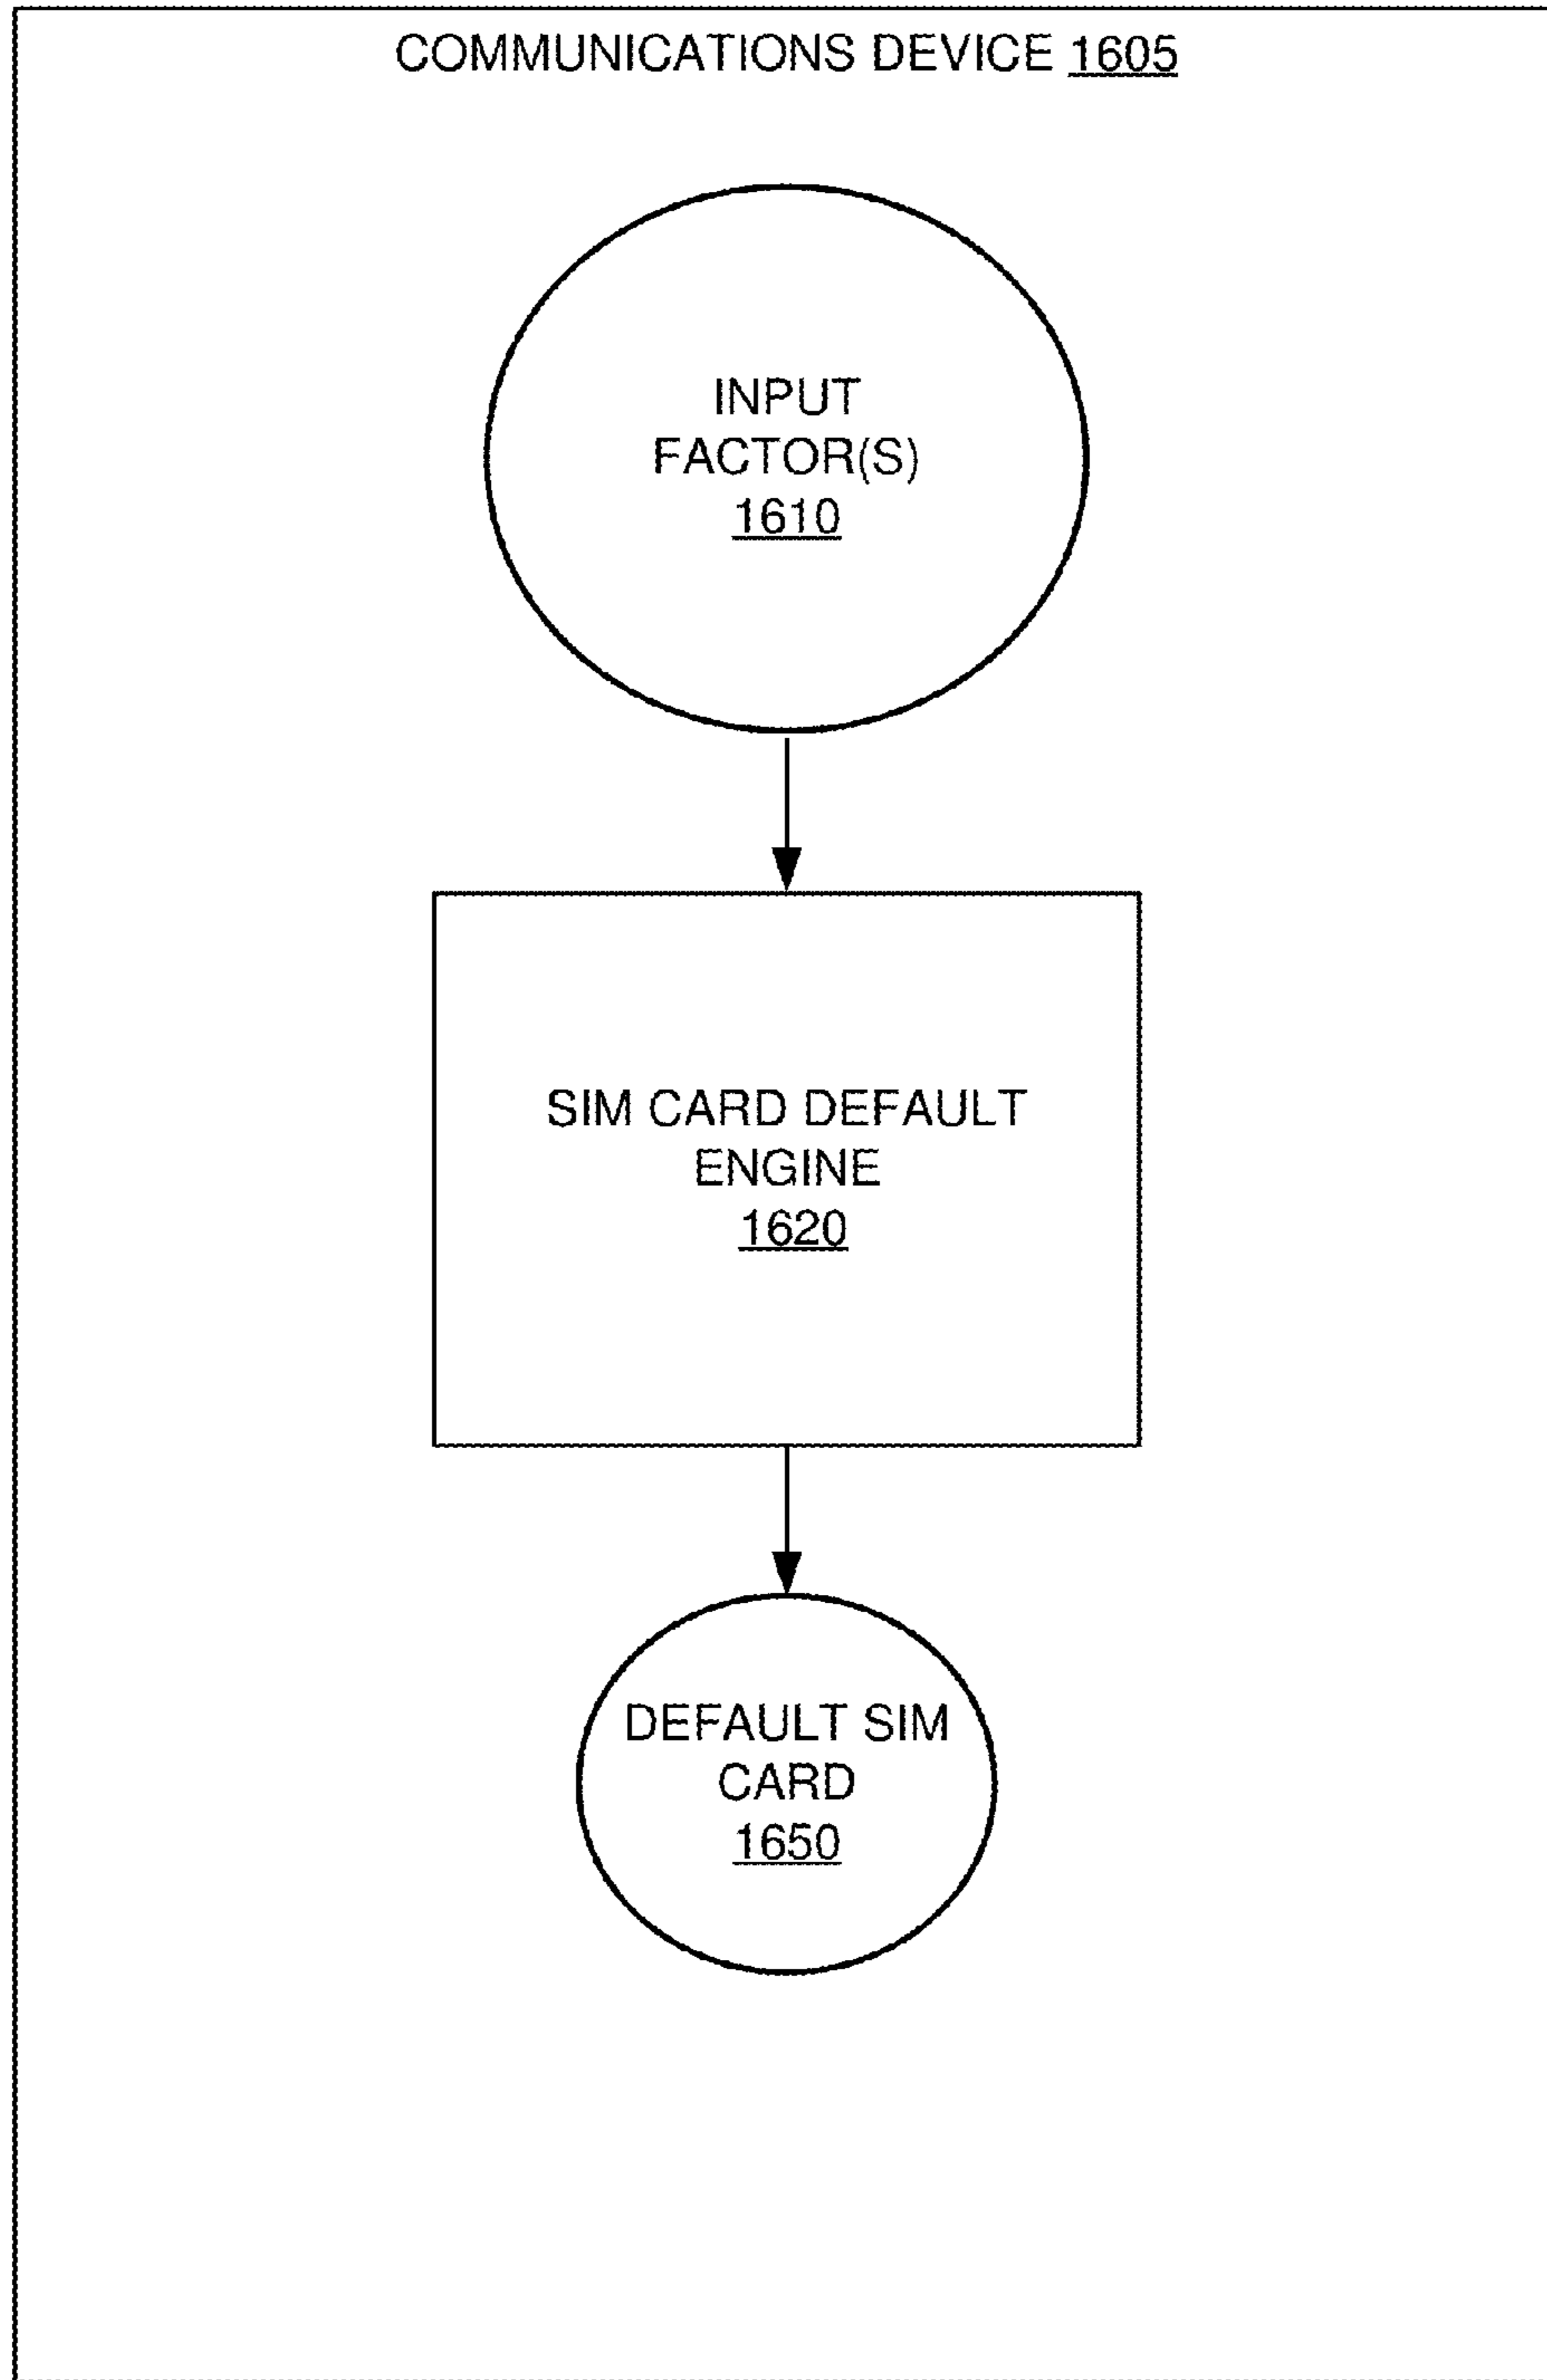 COMMUNICATIONS DEVICE 1605
INPUT
FACTOR(S)
1610
SIM CARD DEFAULT
ENGINE
1620
DEFAULT SIM
CARD
1650